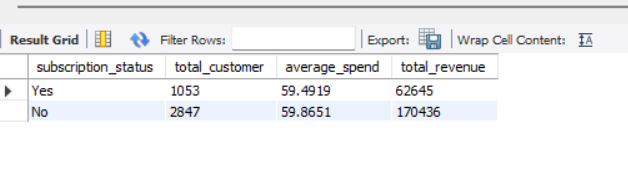 Result Grid Filter Rows: Export: Wrap Cell Content:
subscription_status total_customer average_spend total_revenue
Yes 1053 59.4919 62645
No 2847 59.8651 170436